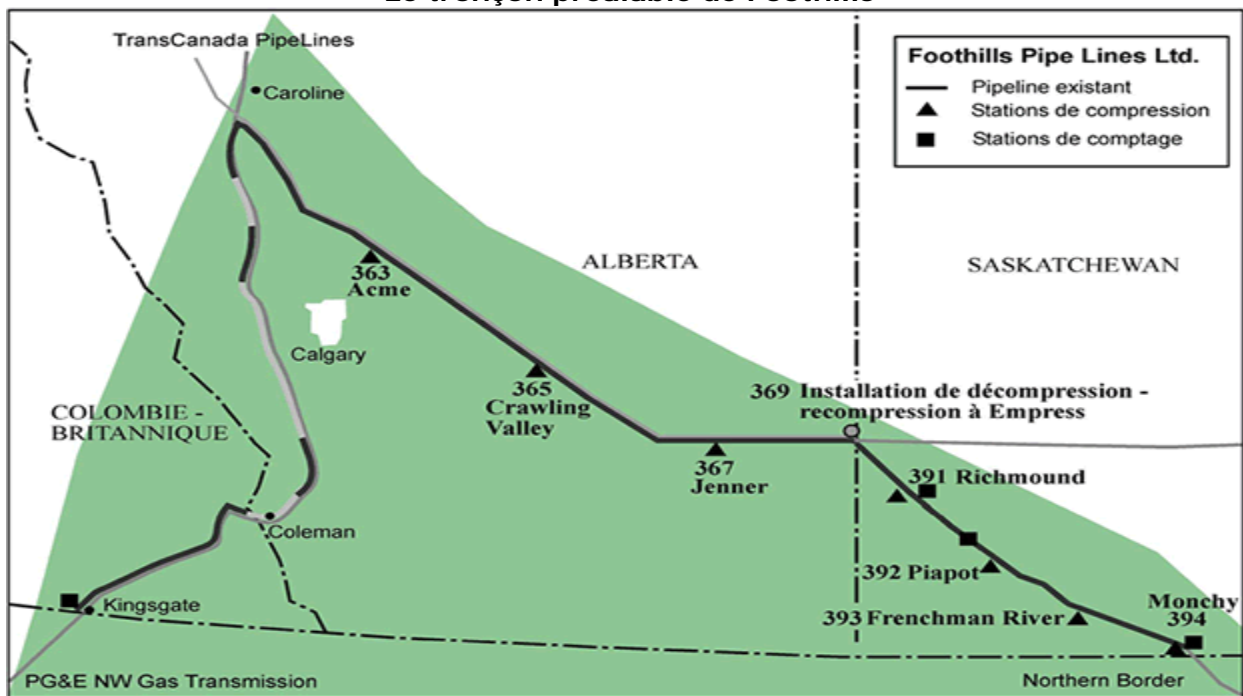 TransCanada PipeLines
Caroline
Foothills Pipe Lines Ltd.
Pipeline existant
Stations de compression
Stations de comptage
ALBERTA
SASKATCHEWAN
363
Acme
Calgary
365
Crawling
Valley
369 Installation de décompression -
recompression à Empress
COLOMBIE -
BRITANNIQUE
367
Jenner
391 Richmound
Coleman
392 Piapot
Kingsgate
393 Frenchman River
Monchy
394
PG&E NW Gas Transmission
Northern Border